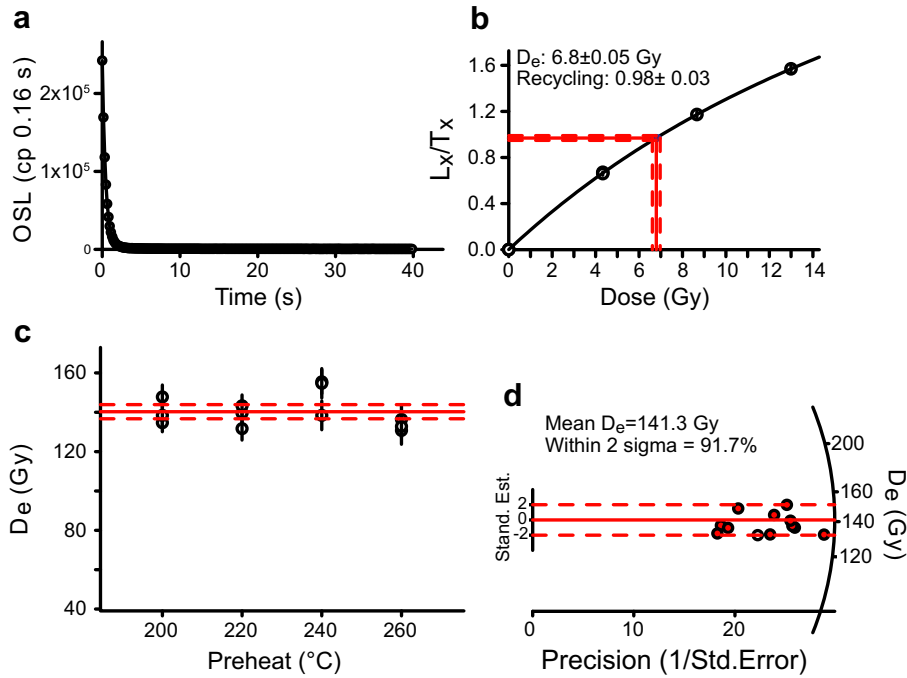 a
OSL (cp 0.16 s)
2x10⁵
1x10⁵
0
0 10 20 30 40
Time (s)
b
Dₑ: 6.8±0.05 Gy
Recycling: 0.98± 0.03
Lx/Tx
1.6
1.2
0.8
0.4
0.0
0 2 4 6 8 10 12 14
Dose (Gy)
c
Dₑ (Gy)
160
120
80
40
200 220 240 260
Preheat (°C)
d
Mean Dₑ=141.3 Gy
Within 2 sigma = 91.7%
Stand. Est.
2
0
-2
200
160
140
120
Dₑ (Gy)
0 10 20
Precision (1/Std.Error)